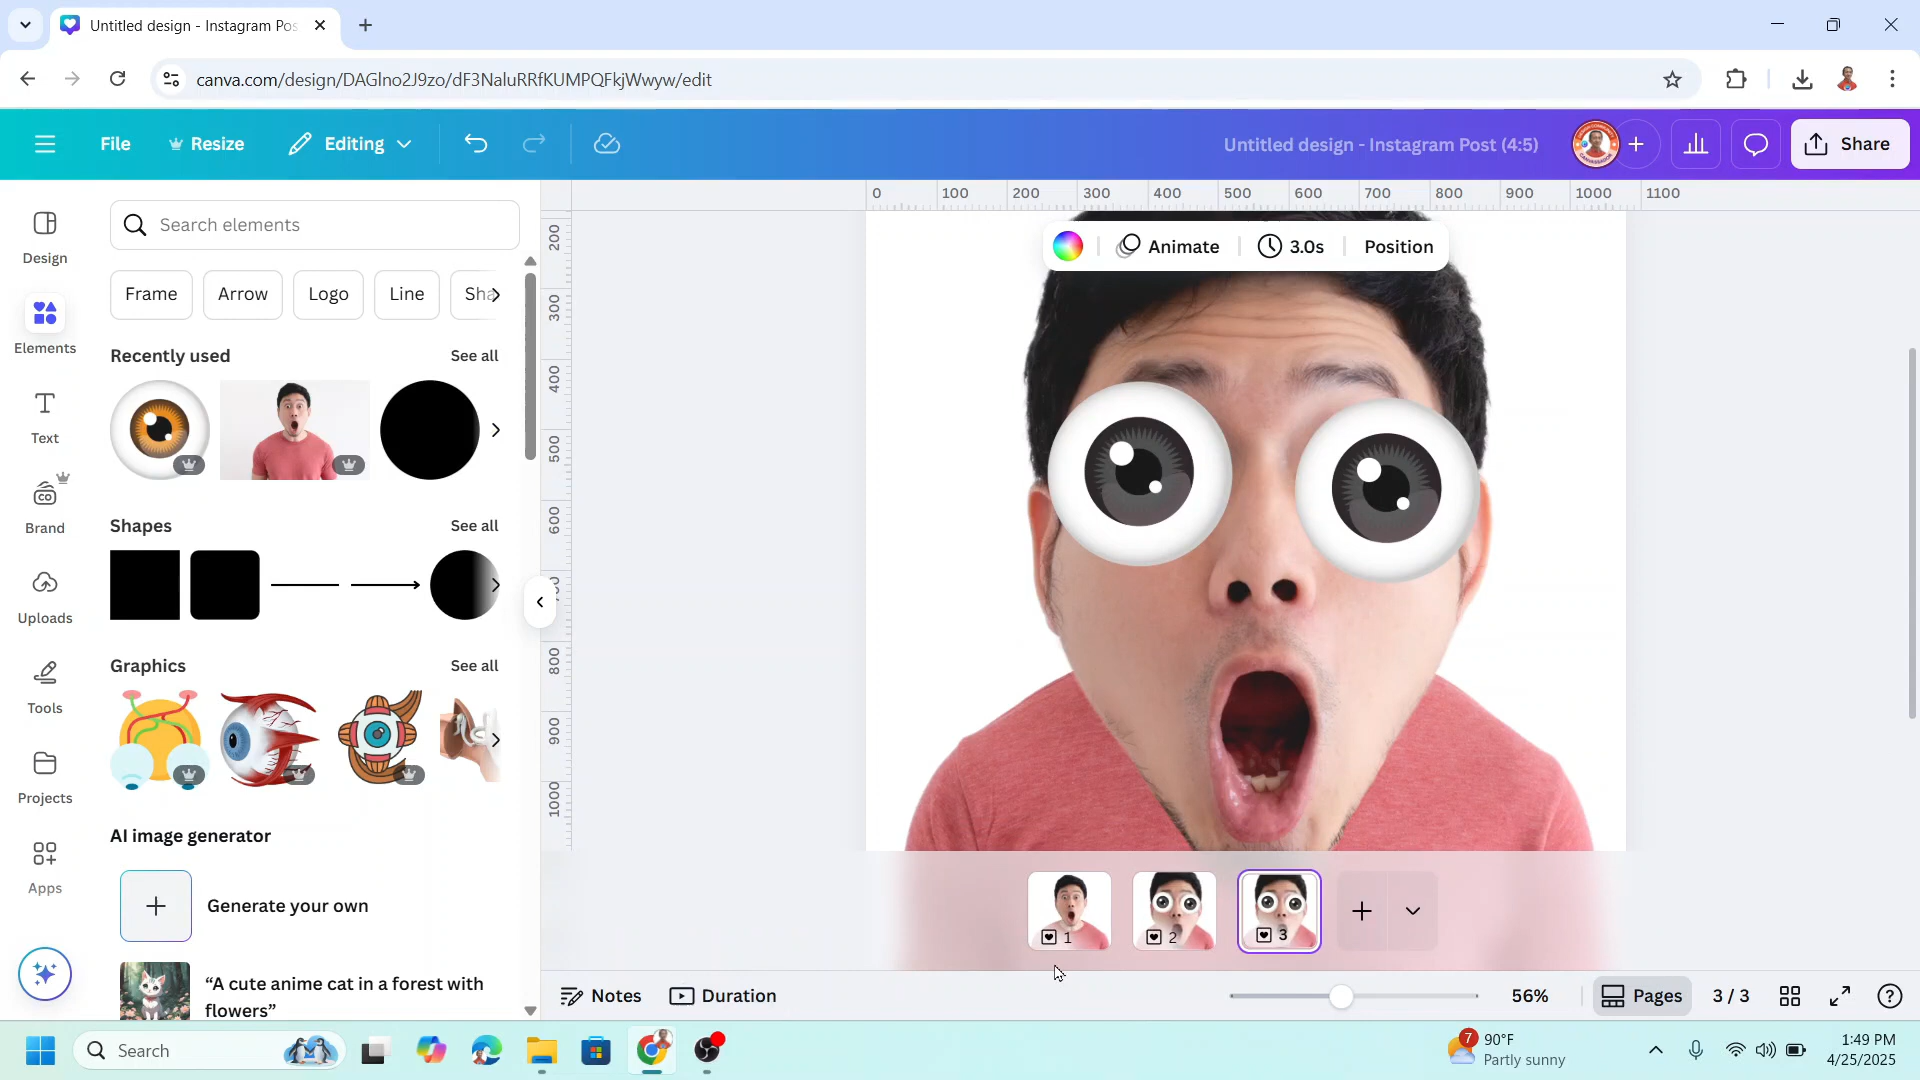 Untitled design - Instagram Pos
canva.com/design/DAGlno2J9zo/dF3NaluRRfKUMPQFkjWwyw/edit
File
Resize
Editing
Untitled design - Instagram Post (4:5)
Share
Design
Elements
Text
Brand
Uploads
Tools
Projects
Apps
Search elements
Frame
Arrow
Logo
Line
Sha
Recently used
See all
Shapes
See all
Graphics
See all
AI image generator
Generate your own
“A cute anime cat in a forest with
flowers”
0 100 200 300 400 500 600 700 800 900 1000 1100
200
300
400
500
600
800
900
1000
Animate
3.0s
Position
1
2
3
Notes
Duration
56%
Pages
3 / 3
Search
7
90°F
Partly sunny
1:49 PM
4/25/2025